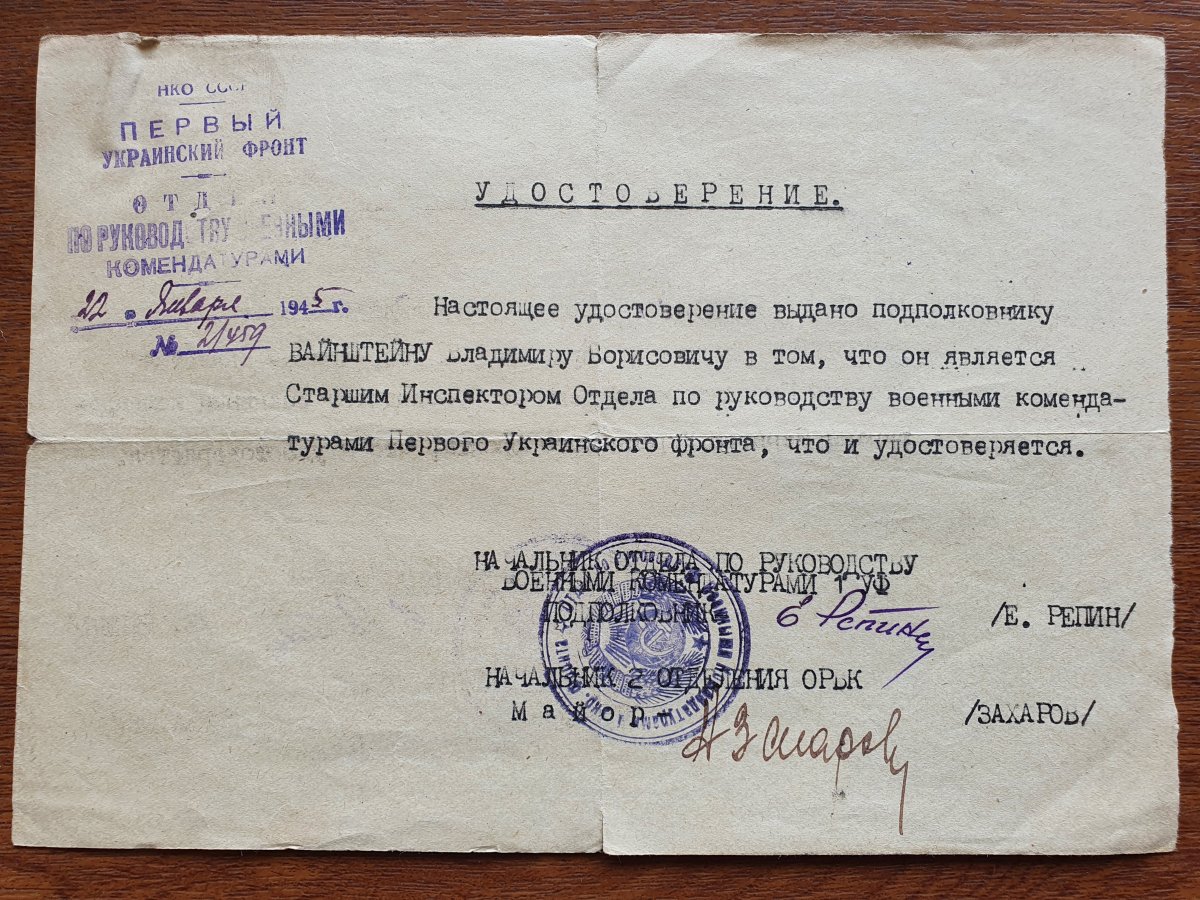 НКО СССР
ПЕРВЫЙ
УКРАИНСКИЙ ФРОНТ
ОТДЕЛ
ПО РУКОВОДСТВУ ВОЕННЫМИ
КОМЕНДАТУРАМИ
22 " Января 1945 г.
№ 2/459
УДОСТОВЕРЕНИЕ.
Настоящее удостоверение выдано подполковнику
ВАЙНШТЕЙНУ Владимиру Борисовичу в том, что он является
Старшим Инспектором Отдела по руководству военными коменда-
турами Первого Украинского фронта, что и удостоверяется.
НАЧАЛЬНИК ОТДЕЛА ПО РУКОВОДСТВУ
ВОЕННЫМИ КОМЕНДАТУРАМИ 1 УФ
ПОДПОЛКОВНИК Е Репин /Е. РЕПИН/
НАЧАЛЬНИК 2 ОТДЕЛЕНИЯ ОРВК
Майор - Захаров /ЗАХАРОВ/